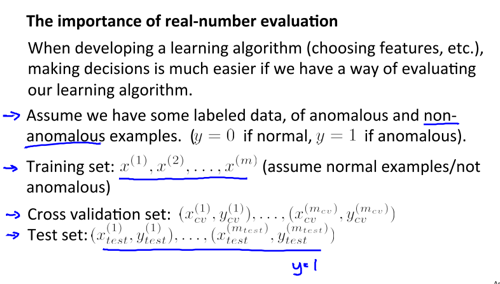 The importance of real-number evaluation
When developing a learning algorithm (choosing features, etc.),
making decisions is much easier if we have a way of evaluating
our learning algorithm.
→ Assume we have some labeled data, of anomalous and non-
anomalous examples. (y = 0 if normal, y = 1 if anomalous).
→ Training set: x^{(1)}, x^{(2)}, . . . , x^{(m)} (assume normal examples/not
anomalous)
→ Cross validation set: (x_{cv}^{(1)}, y_{cv}^{(1)}), . . . , (x_{cv}^{(m_{cv})}, y_{cv}^{(m_{cv})})
→ Test set: (x_{test}^{(1)}, y_{test}^{(1)}), . . . , (x_{test}^{(m_{test})}, y_{test}^{(m_{test})})
y=1